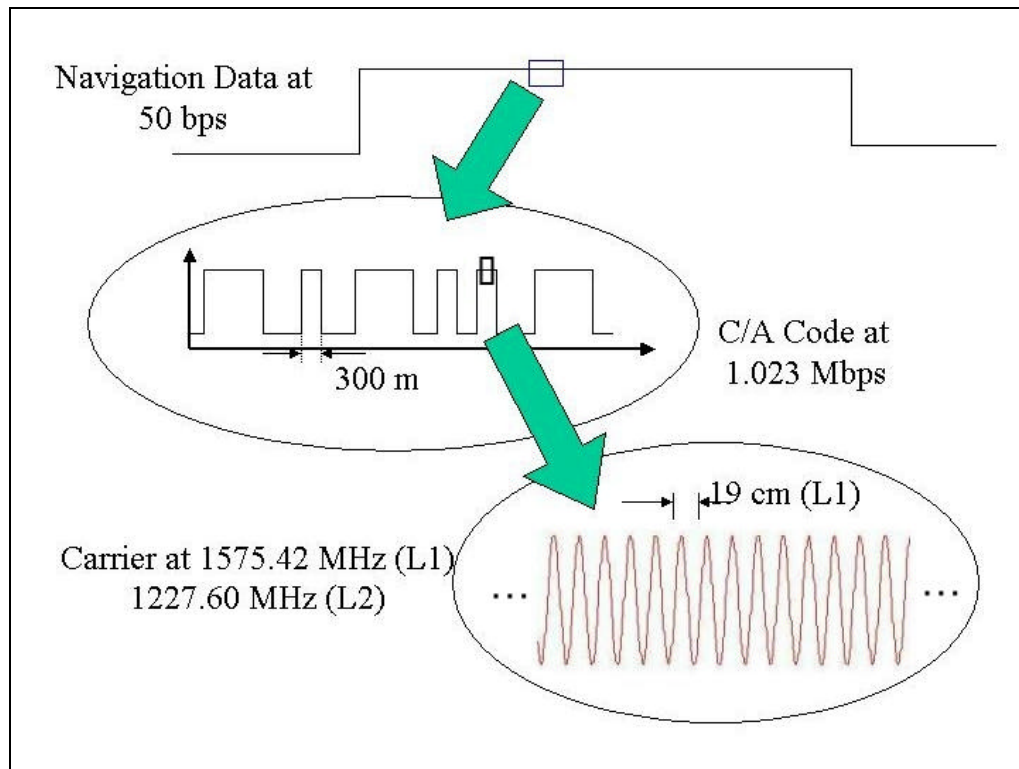 Navigation Data at
50 bps
300 m
C/A Code at
1.023 Mbps
19 cm (L1)
Carrier at 1575.42 MHz (L1)
1227.60 MHz (L2)
... ...